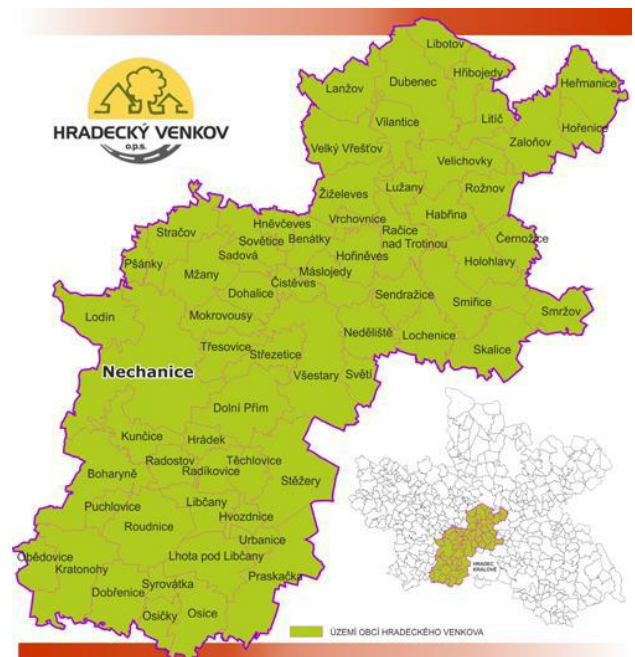 HRADECKÝ VENKOV
o.p.s.
Libotov
Dubenec
Hřibojedy
Lanžov
Heřmanice
Vilantice
Litíč
Hořenice
Zaloňov
Velký Vřešťov
Velichovky
Žiželeves
Lužany
Rožnov
Vrchovnice
Habřina
Hněvčeves
Stračov
Sovětice
Benátky
Račice
nad Trotinou
Černožice
Sadová
Hořiněves
Holohlavy
Pšánky
Mžany
Máslojedy
Čistěves
Dohalice
Sendražice
Smiřice
Lodín
Mokrovousy
Smržov
Neděliště
Lochenice
Třesovice
Střezetice
Skalice
Nechanice
Všestary
Světí
Dolní Přím
Kunčice
Hrádek
Radostov
Těchlovice
Boharyně
Radíkovice
Stěžery
Puchlovice
Libčany
Hvozdnice
Roudnice
Urbanice
Obědovice
Lhota pod Libčany
Kratonohy
Praskačka
Syrovátka
Dobřenice
Osičky
Osice
HRADEC
KRÁLOVÉ
ÚZEMÍ OBCÍ HRADECKÉHO VENKOVA